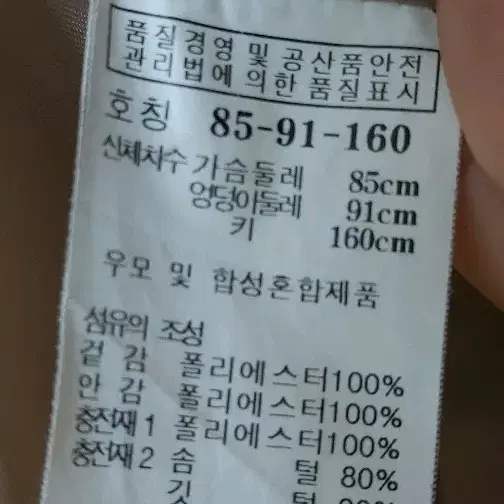 품질경영 및 공산품안전
관리법에 의한 품질표시
호칭 85-91-160
신체치수 가슴둘레 85cm
엉덩이둘레 91cm
키 160cm
우모 및 합성혼합제품
섬유의 조성
겉 감 폴리에스터100%
안 감 폴리에스터100%
충전재1 폴리에스터100%
충전재2 솜 털 80%
깃 털